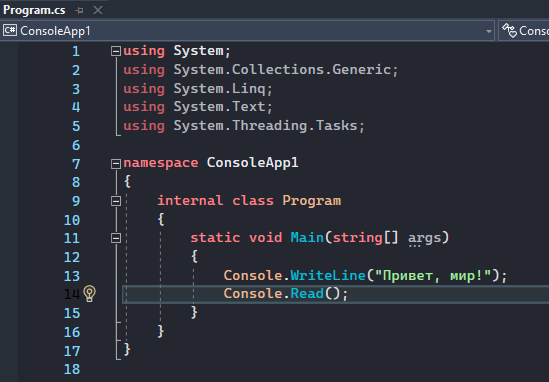 Program.cs
ConsoleApp1
1 using System;
2 using System.Collections.Generic;
3 using System.Linq;
4 using System.Text;
5 using System.Threading.Tasks;
6
7 namespace ConsoleApp1
8 {
9 internal class Program
10 {
11 static void Main(string[] args)
12 {
13 Console.WriteLine("Привет, мир!");
14 Console.Read();
15 }
16 }
17 }
18